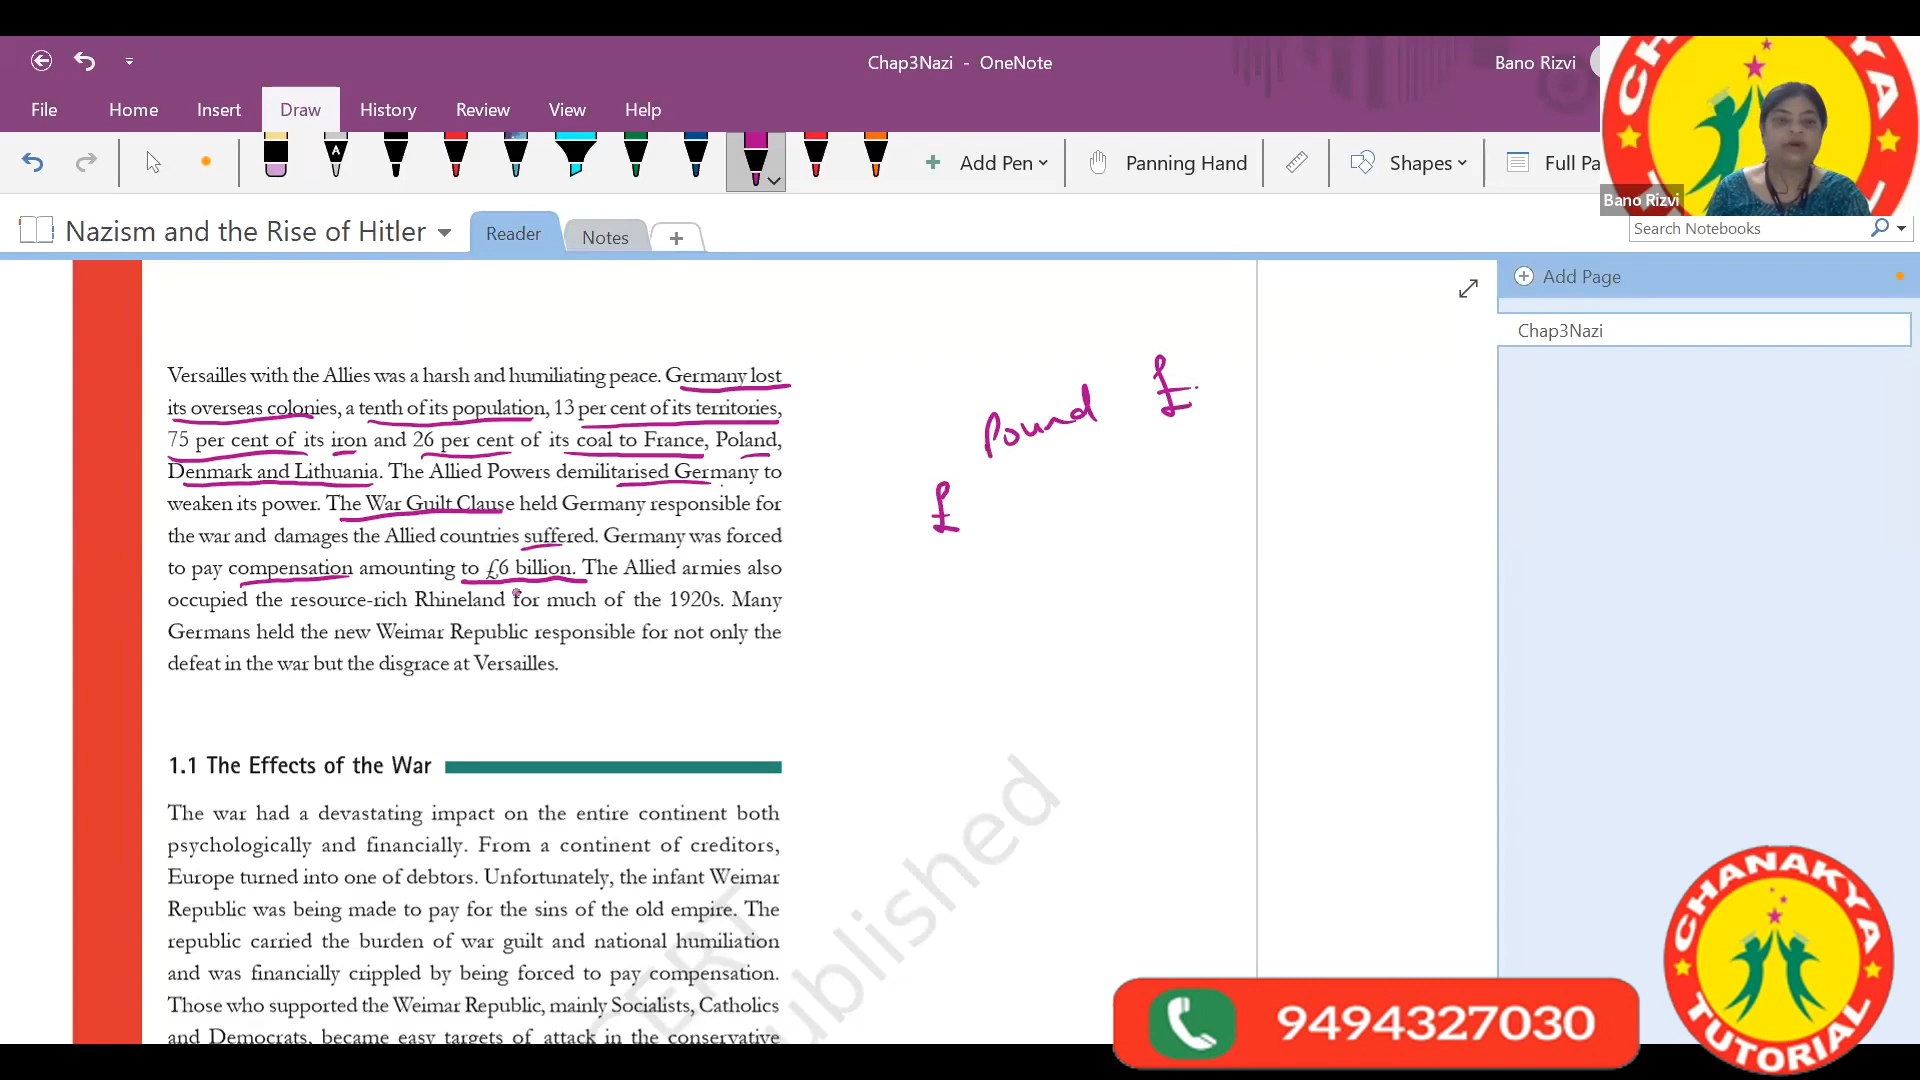 Chap3Nazi - OneNote
Bano Rizvi
File Home Insert Draw History Review View Help
A
Add Pen
Panning Hand
Shapes
Full Pa
Bano Rizvi
Nazism and the Rise of Hitler
Reader
Notes
Search Notebooks
Add Page
Chap3Nazi
Versailles with the Allies was a harsh and humiliating peace. Germany lost
its overseas colonies, a tenth of its population, 13 per cent of its territories,
75 per cent of its iron and 26 per cent of its coal to France, Poland,
Denmark and Lithuania. The Allied Powers demilitarised Germany to
weaken its power. The War Guilt Clause held Germany responsible for
the war and damages the Allied countries suffered. Germany was forced
to pay compensation amounting to £6 billion. The Allied armies also
occupied the resource-rich Rhineland for much of the 1920s. Many
Germans held the new Weimar Republic responsible for not only the
defeat in the war but the disgrace at Versailles.
Pound £
£
1.1 The Effects of the War
The war had a devastating impact on the entire continent both
psychologically and financially. From a continent of creditors,
Europe turned into one of debtors. Unfortunately, the infant Weimar
Republic was being made to pay for the sins of the old empire. The
republic carried the burden of war guilt and national humiliation
and was financially crippled by being forced to pay compensation.
Those who supported the Weimar Republic, mainly Socialists, Catholics
and Democrats, became easy targets of attack in the conservative
9494327030
CHANAKYA
TUTORIAL